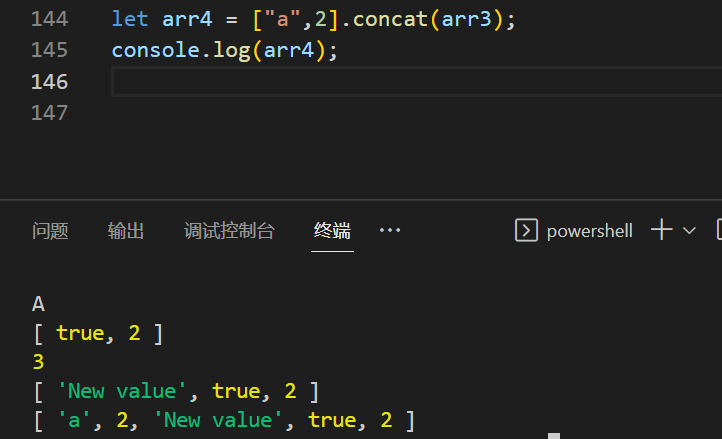 144 let arr4 = ["a",2].concat(arr3);
145 console.log(arr4);
146
147
问题 输出 调试控制台 终端 ··· powershell
A
[ true, 2 ]
3
[ 'New value', true, 2 ]
[ 'a', 2, 'New value', true, 2 ]